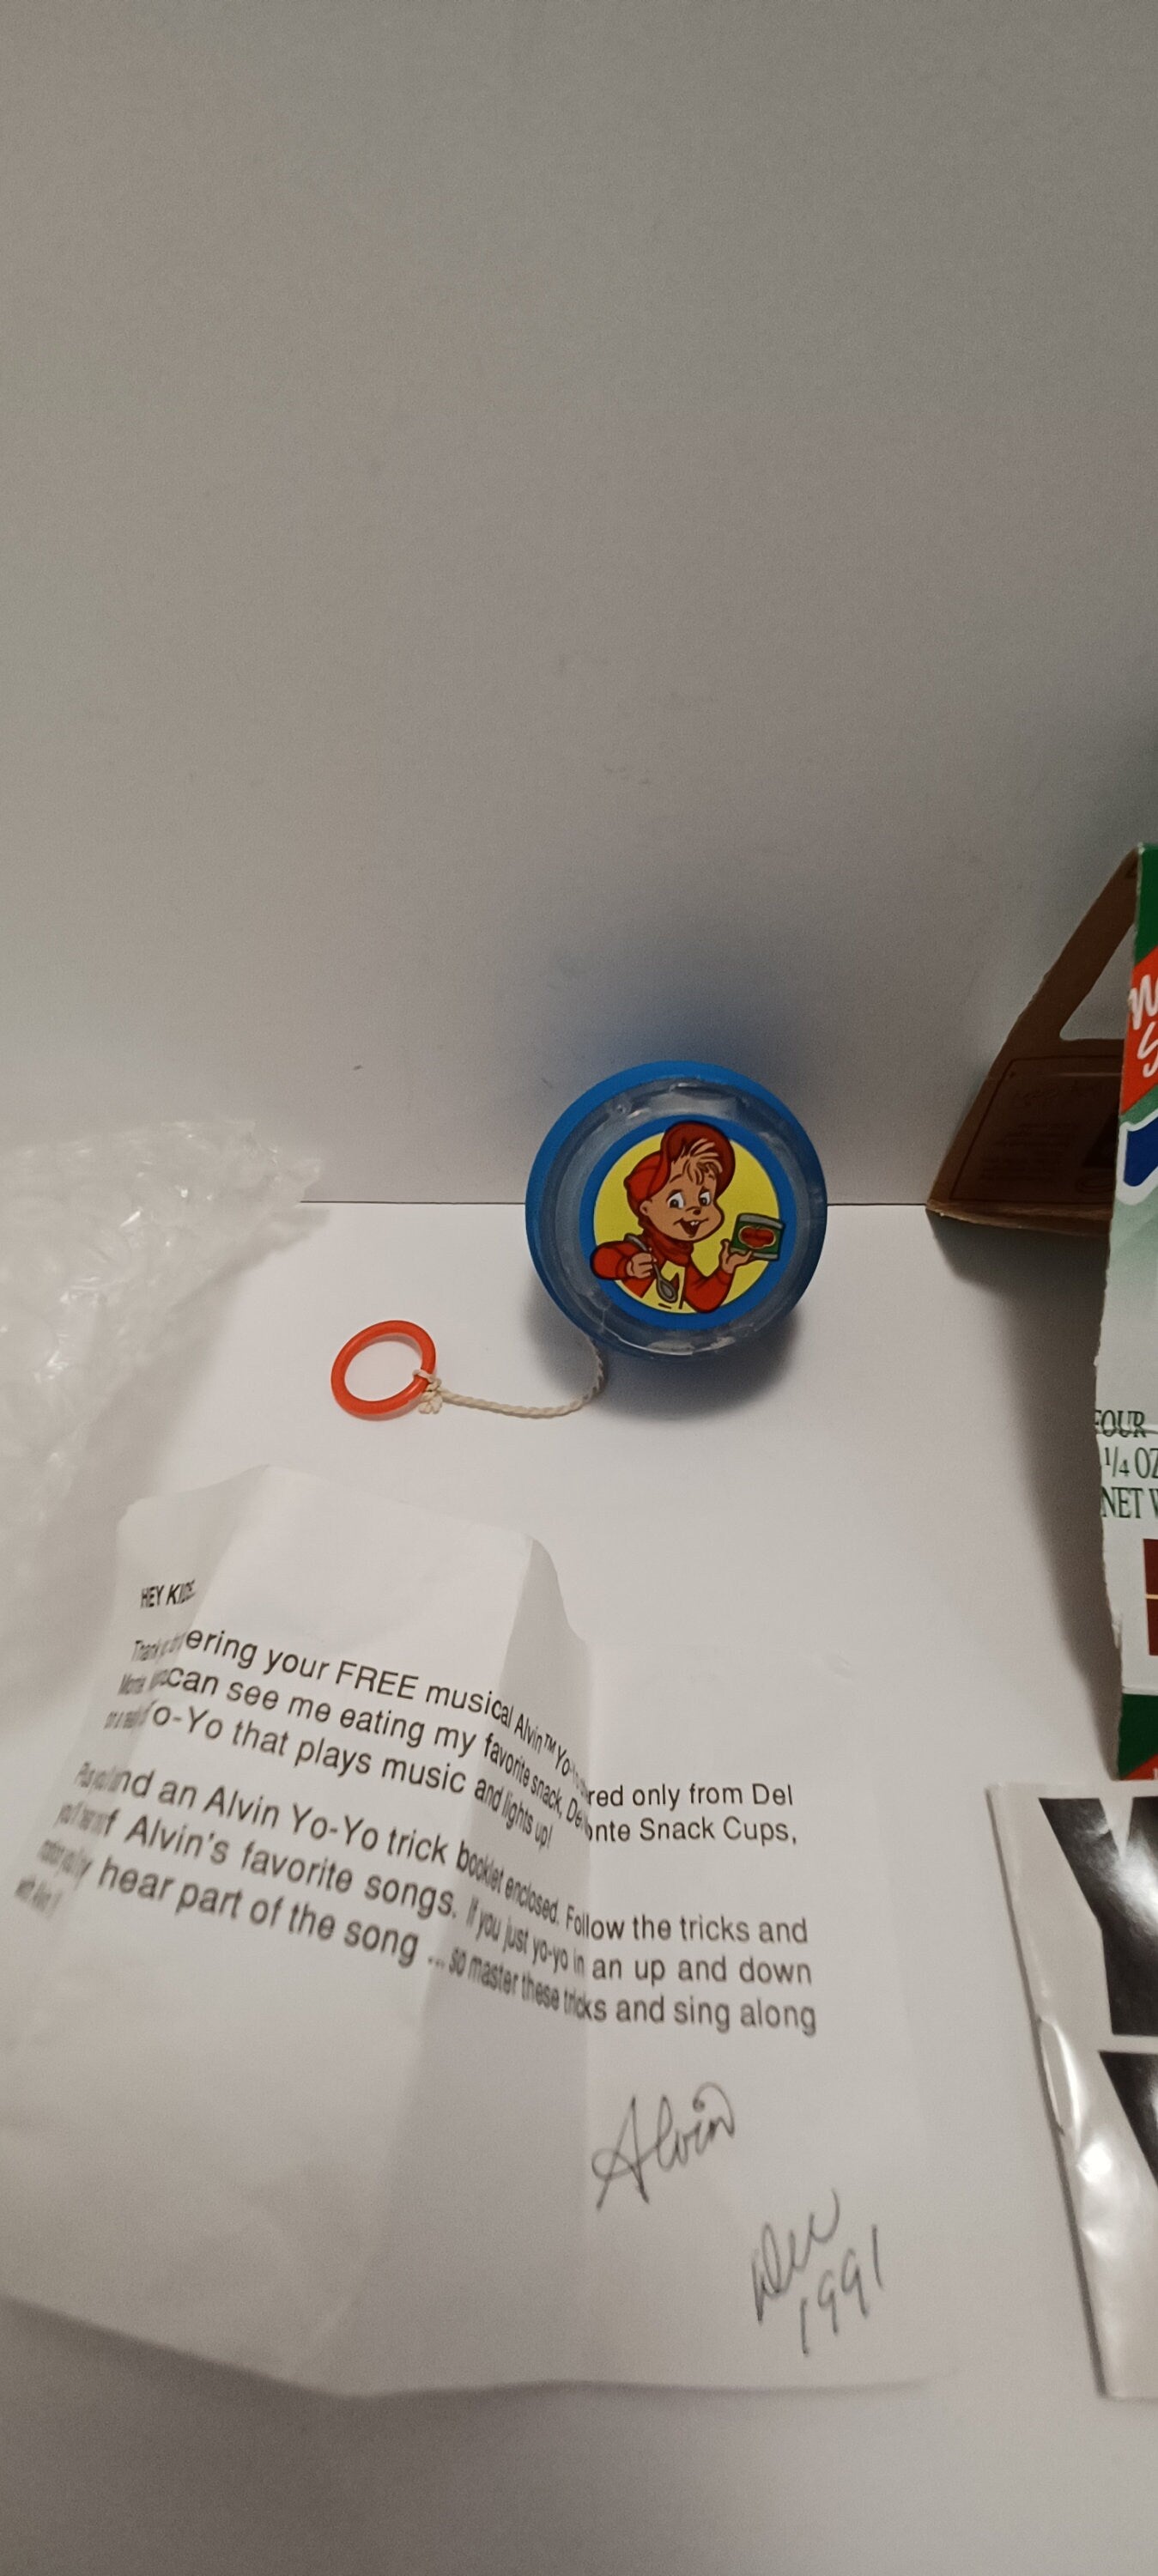 FOUR
1/4 OZ
NET
HEY KIDS
Thank ering your FREE musical Alvin™ Yo- red only from Del
can see me eating my favorite snack, Del onte Snack Cups,
o-Yo that plays music and lights up!
nd an Alvin Yo-Yo trick booklet enclosed. Follow the tricks and
f Alvin's favorite songs. If you just yo-yo in an up and down
hear part of the song ... so master these tricks and sing along
Alvin
Dec
1991